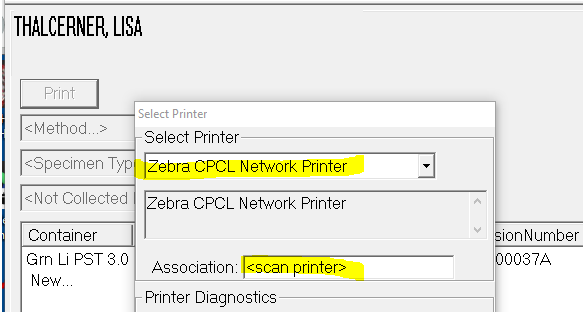 THALCERNER, LISA
Print
Select Printer
<Method...>
Select Printer
<Specimen Typ
Zebra CPCL Network Printer
<Not Collected
Zebra CPCL Network Printer
Container
sionNumber
Grn Li PST 3.0
Association: <scan printer>
00037A
New...
Printer Diagnostics